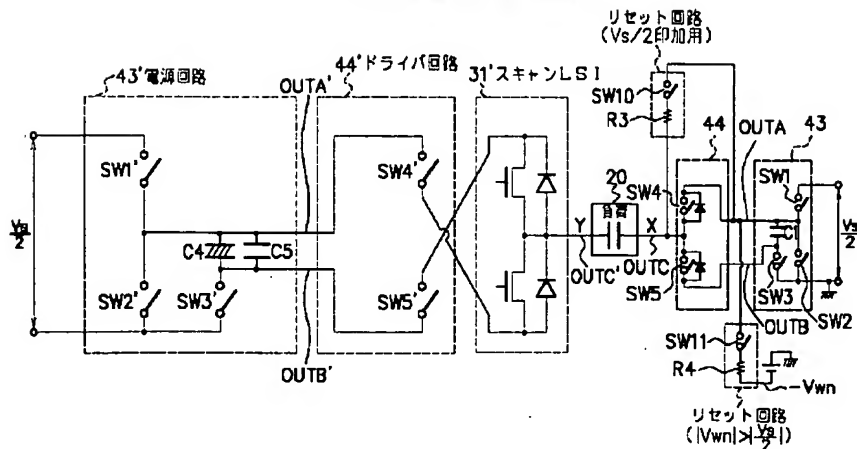 リセット回路
(Vs/2印加用)
44'ドライバ回路
43'電源回路
OUTA'
31'スキャンLSI
SW10
R3
OUTA
44
43
SW1'
SW4'
20
負荷
SW4
SW1
Vs/2
C4
C5
Y
X
C1
Vs/2
OUTC'
OUTC
SW2'
SW3'
SW5'
SW5
SW3
OUTB
SW2
SW11
OUTB'
R4
-Vwn
リセット回路
(|Vwn|>|Vs/2|)